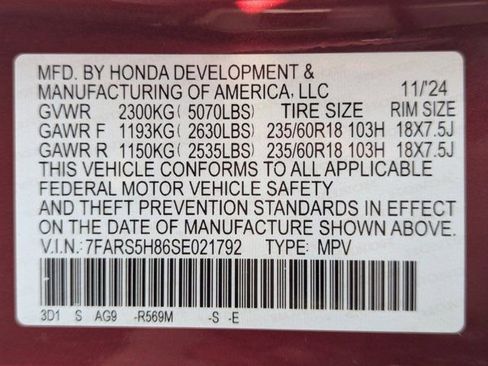 MFD. BY HONDA DEVELOPMENT &
MANUFACTURING OF AMERICA, LLC 11/'24
GVWR 2300KG( 5070LBS) TIRE SIZE RIM SIZE
GAWR F 1193KG( 2630LBS) 235/60R18 103H 18X7.5J
GAWR R 1150KG( 2535LBS) 235/60R18 103H 18X7.5J
THIS VEHICLE CONFORMS TO ALL APPLICABLE
FEDERAL MOTOR VEHICLE SAFETY
AND THEFT PREVENTION STANDARDS IN EFFECT
ON THE DATE OF MANUFACTURE SHOWN ABOVE.
V.I.N.: 7FARS5H86SE021792 TYPE: MPV
3D1 S AG9 -R569M -S -E